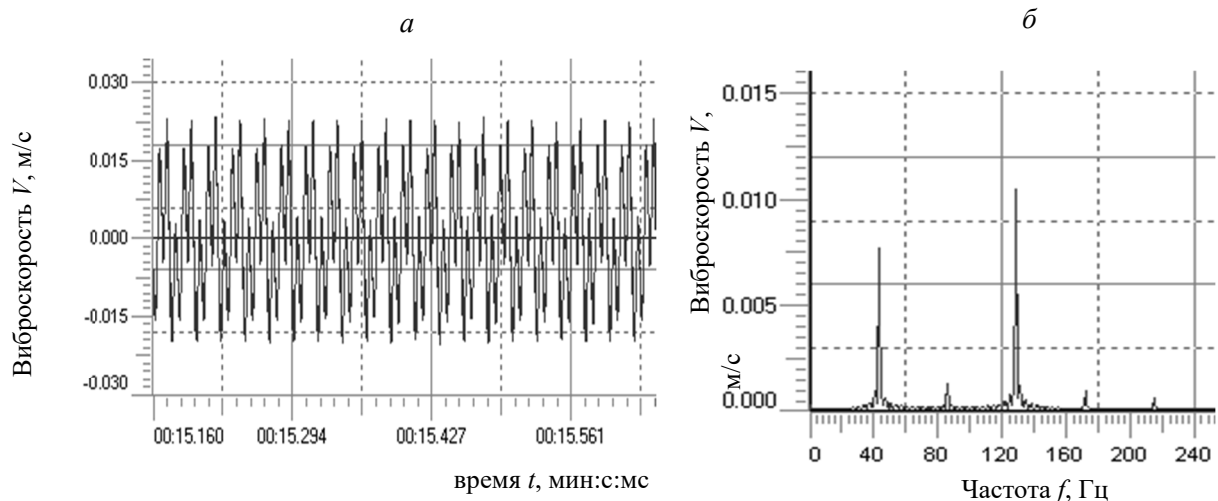 а
0.030
0.015
0.000
-0.015
-0.030
Виброскорость V, м/с
00:15.160 00:15.294 00:15.427 00:15.561
время t, мин:с:мс
б
0.015
0.010
0.005
0.000
Виброскорость V,
м/с
0 40 80 120 160 200 240
Частота f, Гц